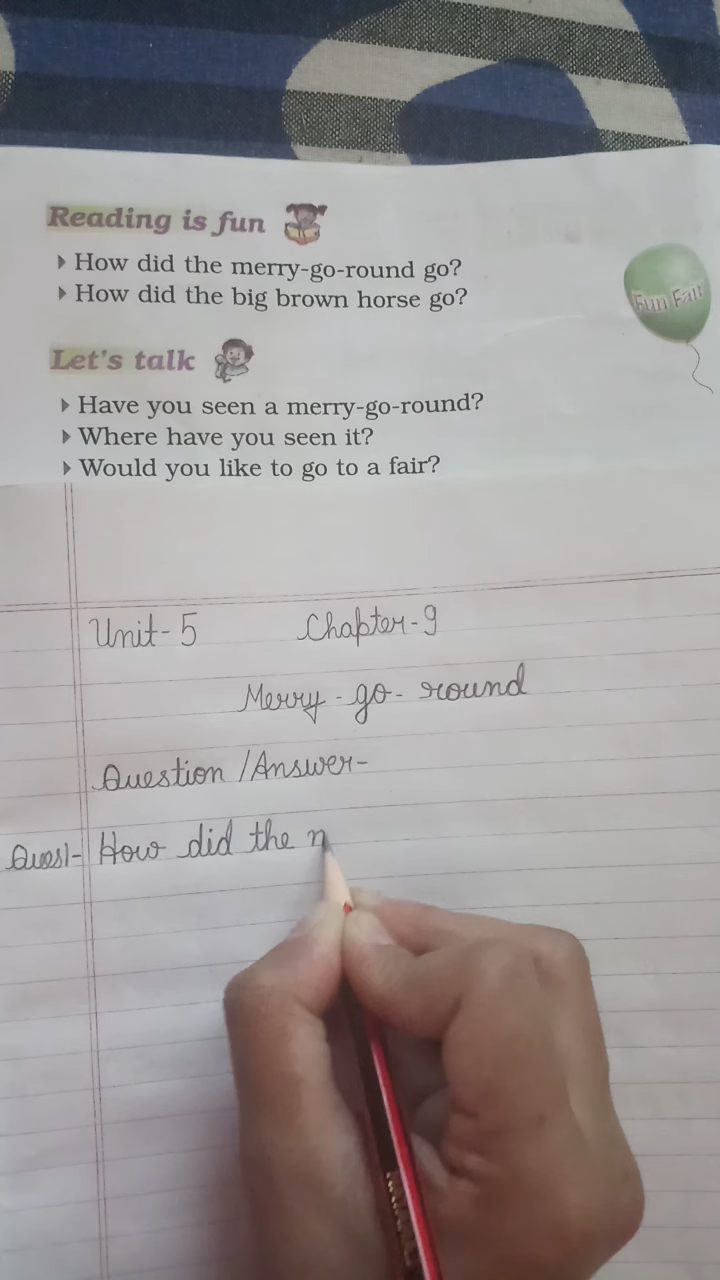 Reading is fun
How did the merry-go-round go?
How did the big brown horse go?
Fun Fair
Let's talk
Have you seen a merry-go-round?
Where have you seen it?
Would you like to go to a fair?
Unit-5 Chapter-9
Merry-go-round
Question/Answer-
Ques1- How did the